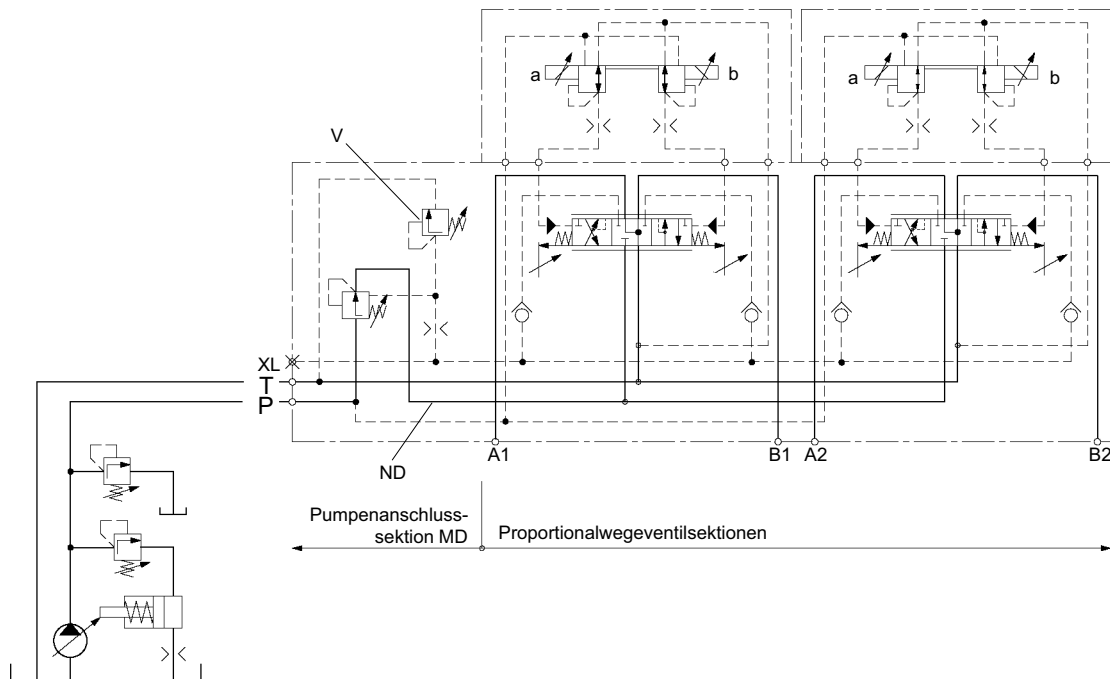 a
b
a
b
V
XL
T
P
ND
A1
B1
A2
B2
Pumpenanschluss-
sektion MD
Proportionalwegeventilsektionen